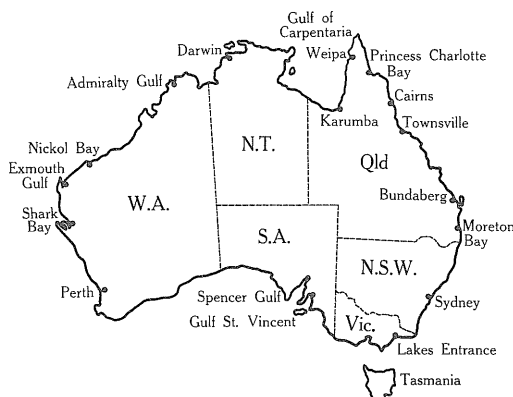 Gulf of
Carpentaria
Darwin
Weipa
Princess Charlotte
Bay
Admiralty Gulf
Cairns
Karumba
Townsville
Nickol Bay
N.T.
Qld
Exmouth
Gulf
W.A.
Bundaberg
Shark
Bay
S.A.
Moreton
Bay
N.S.W.
Perth
Spencer Gulf
Sydney
Gulf St. Vincent
Vic.
Lakes Entrance
Tasmania